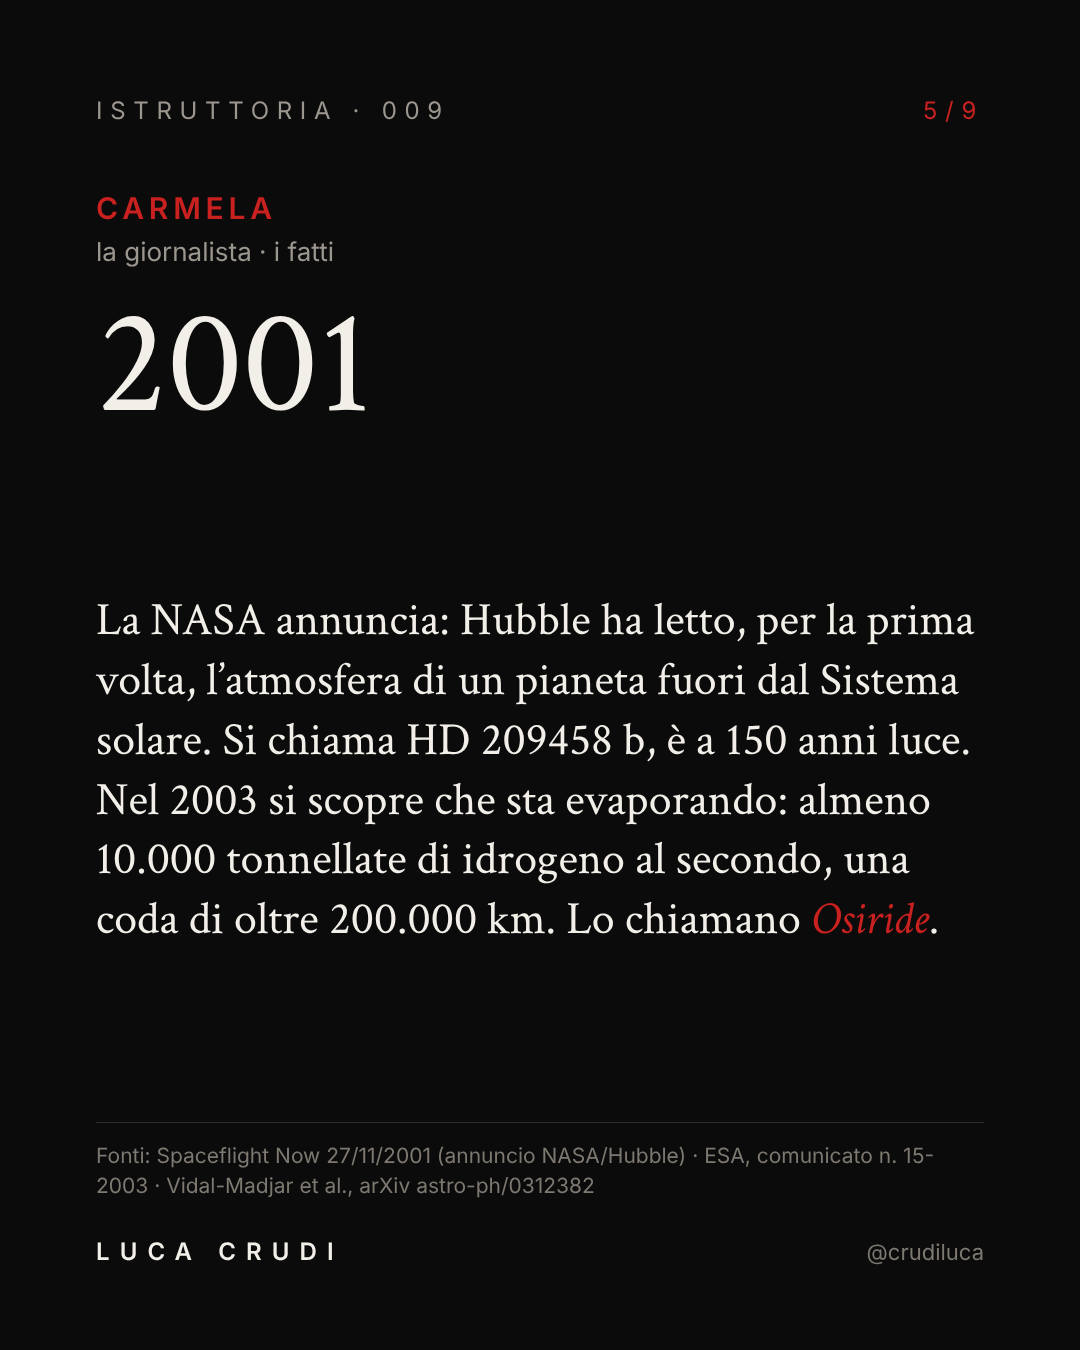 ISTRUTTORIA · 009
5/9
CARMELA
la giornalista · i fatti
2001
La NASA annuncia: Hubble ha letto, per la prima
volta, l’atmosfera di un pianeta fuori dal Sistema
solare. Si chiama HD 209458 b, è a 150 anni luce.
Nel 2003 si scopre che sta evaporando: almeno
10.000 tonnellate di idrogeno al secondo, una
coda di oltre 200.000 km. Lo chiamano Osiride.
Fonti: Spaceflight Now 27/11/2001 (annuncio NASA/Hubble) · ESA, comunicato n. 15-
2003 · Vidal-Madjar et al., arXiv astro-ph/0312382
LUCA CRUDI
@crudiluca